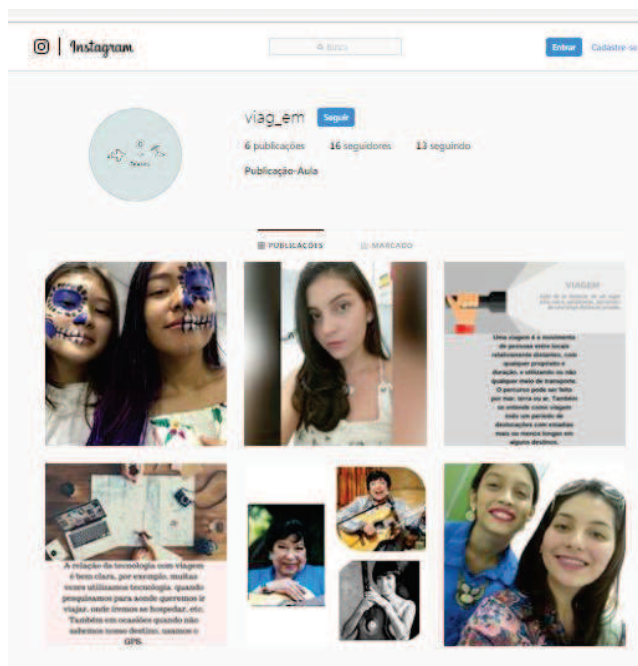 Instagram
Busca
Entrar Cadastre-se
viag_em Seguir
6 publicações 16 seguidores 13 seguindo
Publicação-Aula
PUBLICAÇÕES MARCADO
VIAGEM
Uma viagem é o movimento
de pessoas entre locais
relativamente distantes, com
qualquer propósito e
duração, e utilizando ou não
qualquer meio de transporte.
O percurso pode ser feito
por mar, terra ou ar. Também
se entende como viagem
todo um período de
deslocações com estadias
mais ou menos longas em
alguns destinos.
A relação da tecnologia com viagem
é bem clara, por exemplo, muitas
vezes utilizamos tecnologia quando
pesquisamos para aonde queremos ir
viajar, onde iremos se hospedar, etc.
Também em ocasiões quando não
sabemos nosso destino, usamos o
GPS.